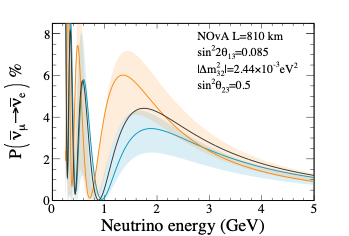 NOvA L=810 km
sin²2θ₁₃=0.085
|Δm²₃₂|=2.44×10⁻³eV²
sin²θ₂₃=0.5
P(ν̄μ→ν̄e) %
8
6
4
2
0
0 1 2 3 4 5
Neutrino energy (GeV)